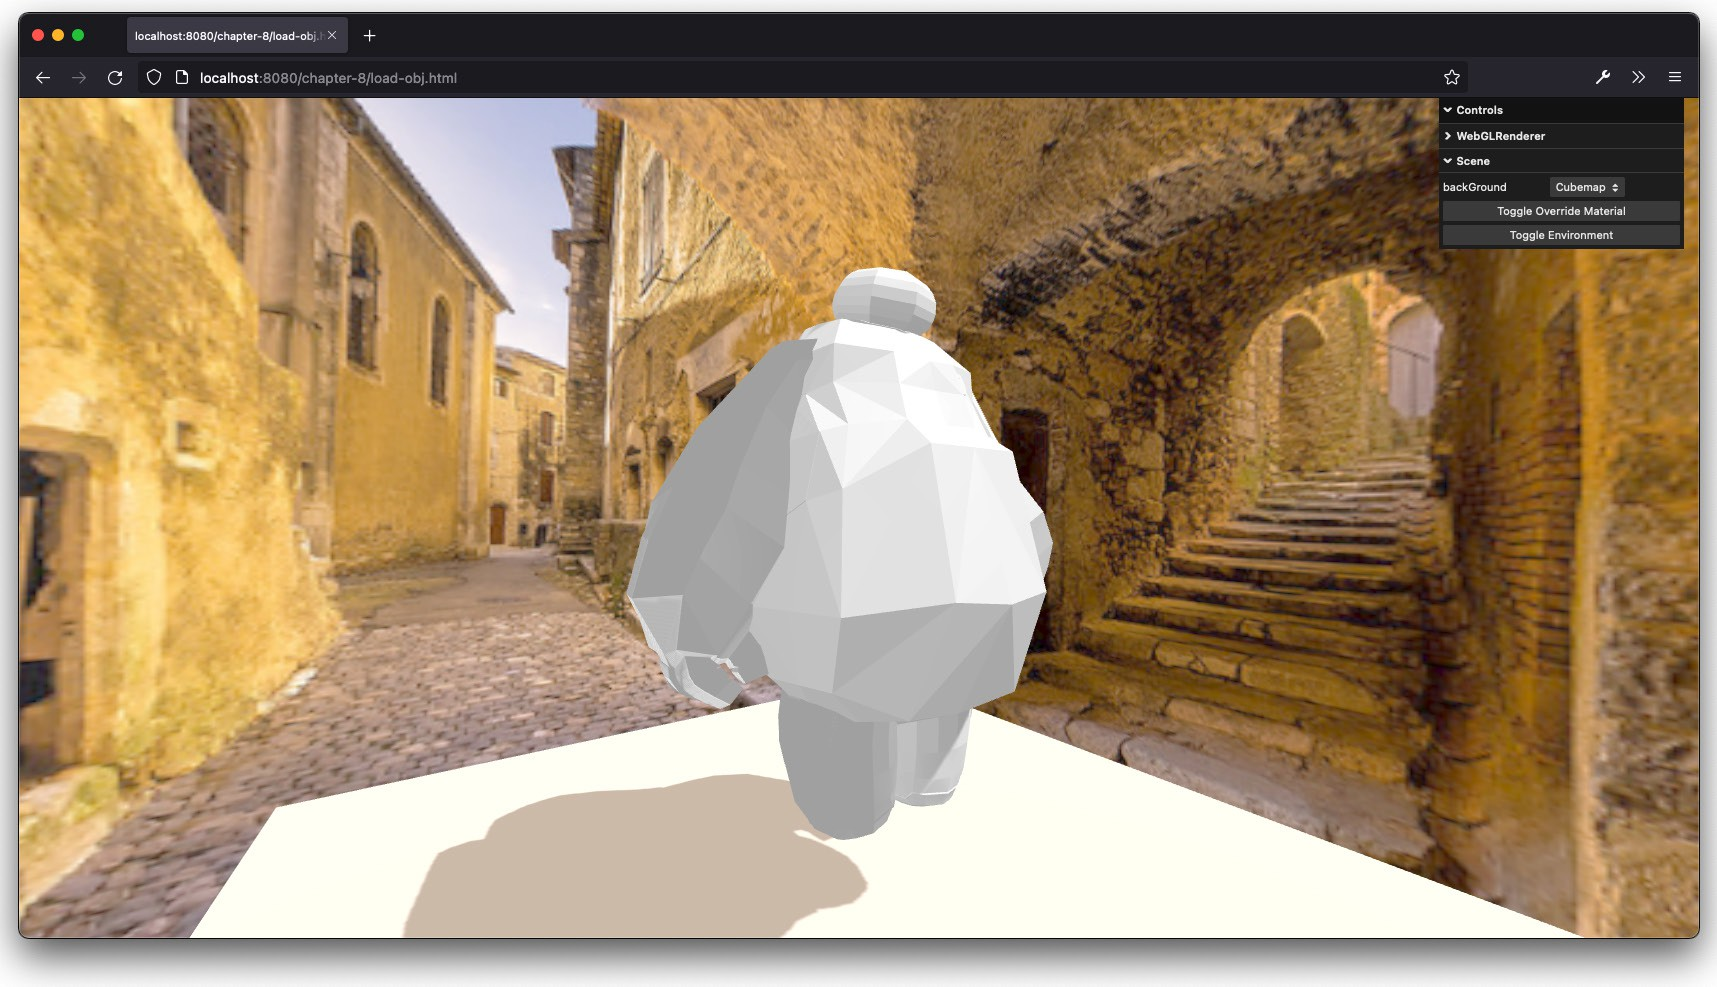 localhost:8080/chapter-8/load-obj.h
localhost:8080/chapter-8/load-obj.html
Controls
WebGLRenderer
Scene
backGround Cubemap
Toggle Override Material
Toggle Environment